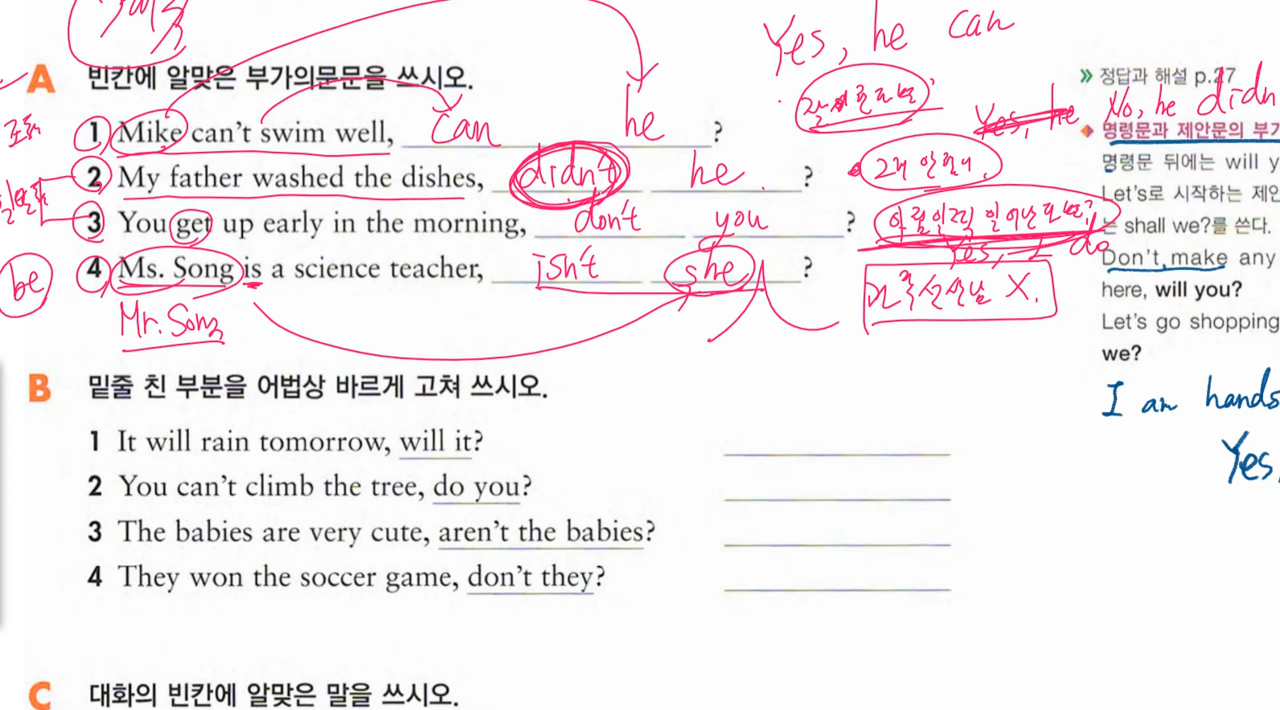 Yes, he can
A 빈칸에 알맞은 부가의문문을 쓰시오.
» 정답과 해설 p.27
잘하면
Yes, he No, he didn
1 Mike can't swim well, can he ?
◆ 명령문과 제안문의 부가
2 My father washed the dishes, didn't he ?
명령문 뒤에는 will y
Let's로 시작하는 제안
3 You get up early in the morning, don't you ?
는 shall we?를 쓴다.
Yes, I do
be
4 Ms. Song is a science teacher, isn't she ?
Don't make any
Mr. Song
here, will you?
Let's go shopping
we?
B 밑줄 친 부분을 어법상 바르게 고쳐 쓰시오.
I am hands
1 It will rain tomorrow, will it?
Yes,
2 You can't climb the tree, do you?
3 The babies are very cute, aren't the babies?
4 They won the soccer game, don't they?
C 대화의 빈칸에 알맞은 말을 쓰시오.